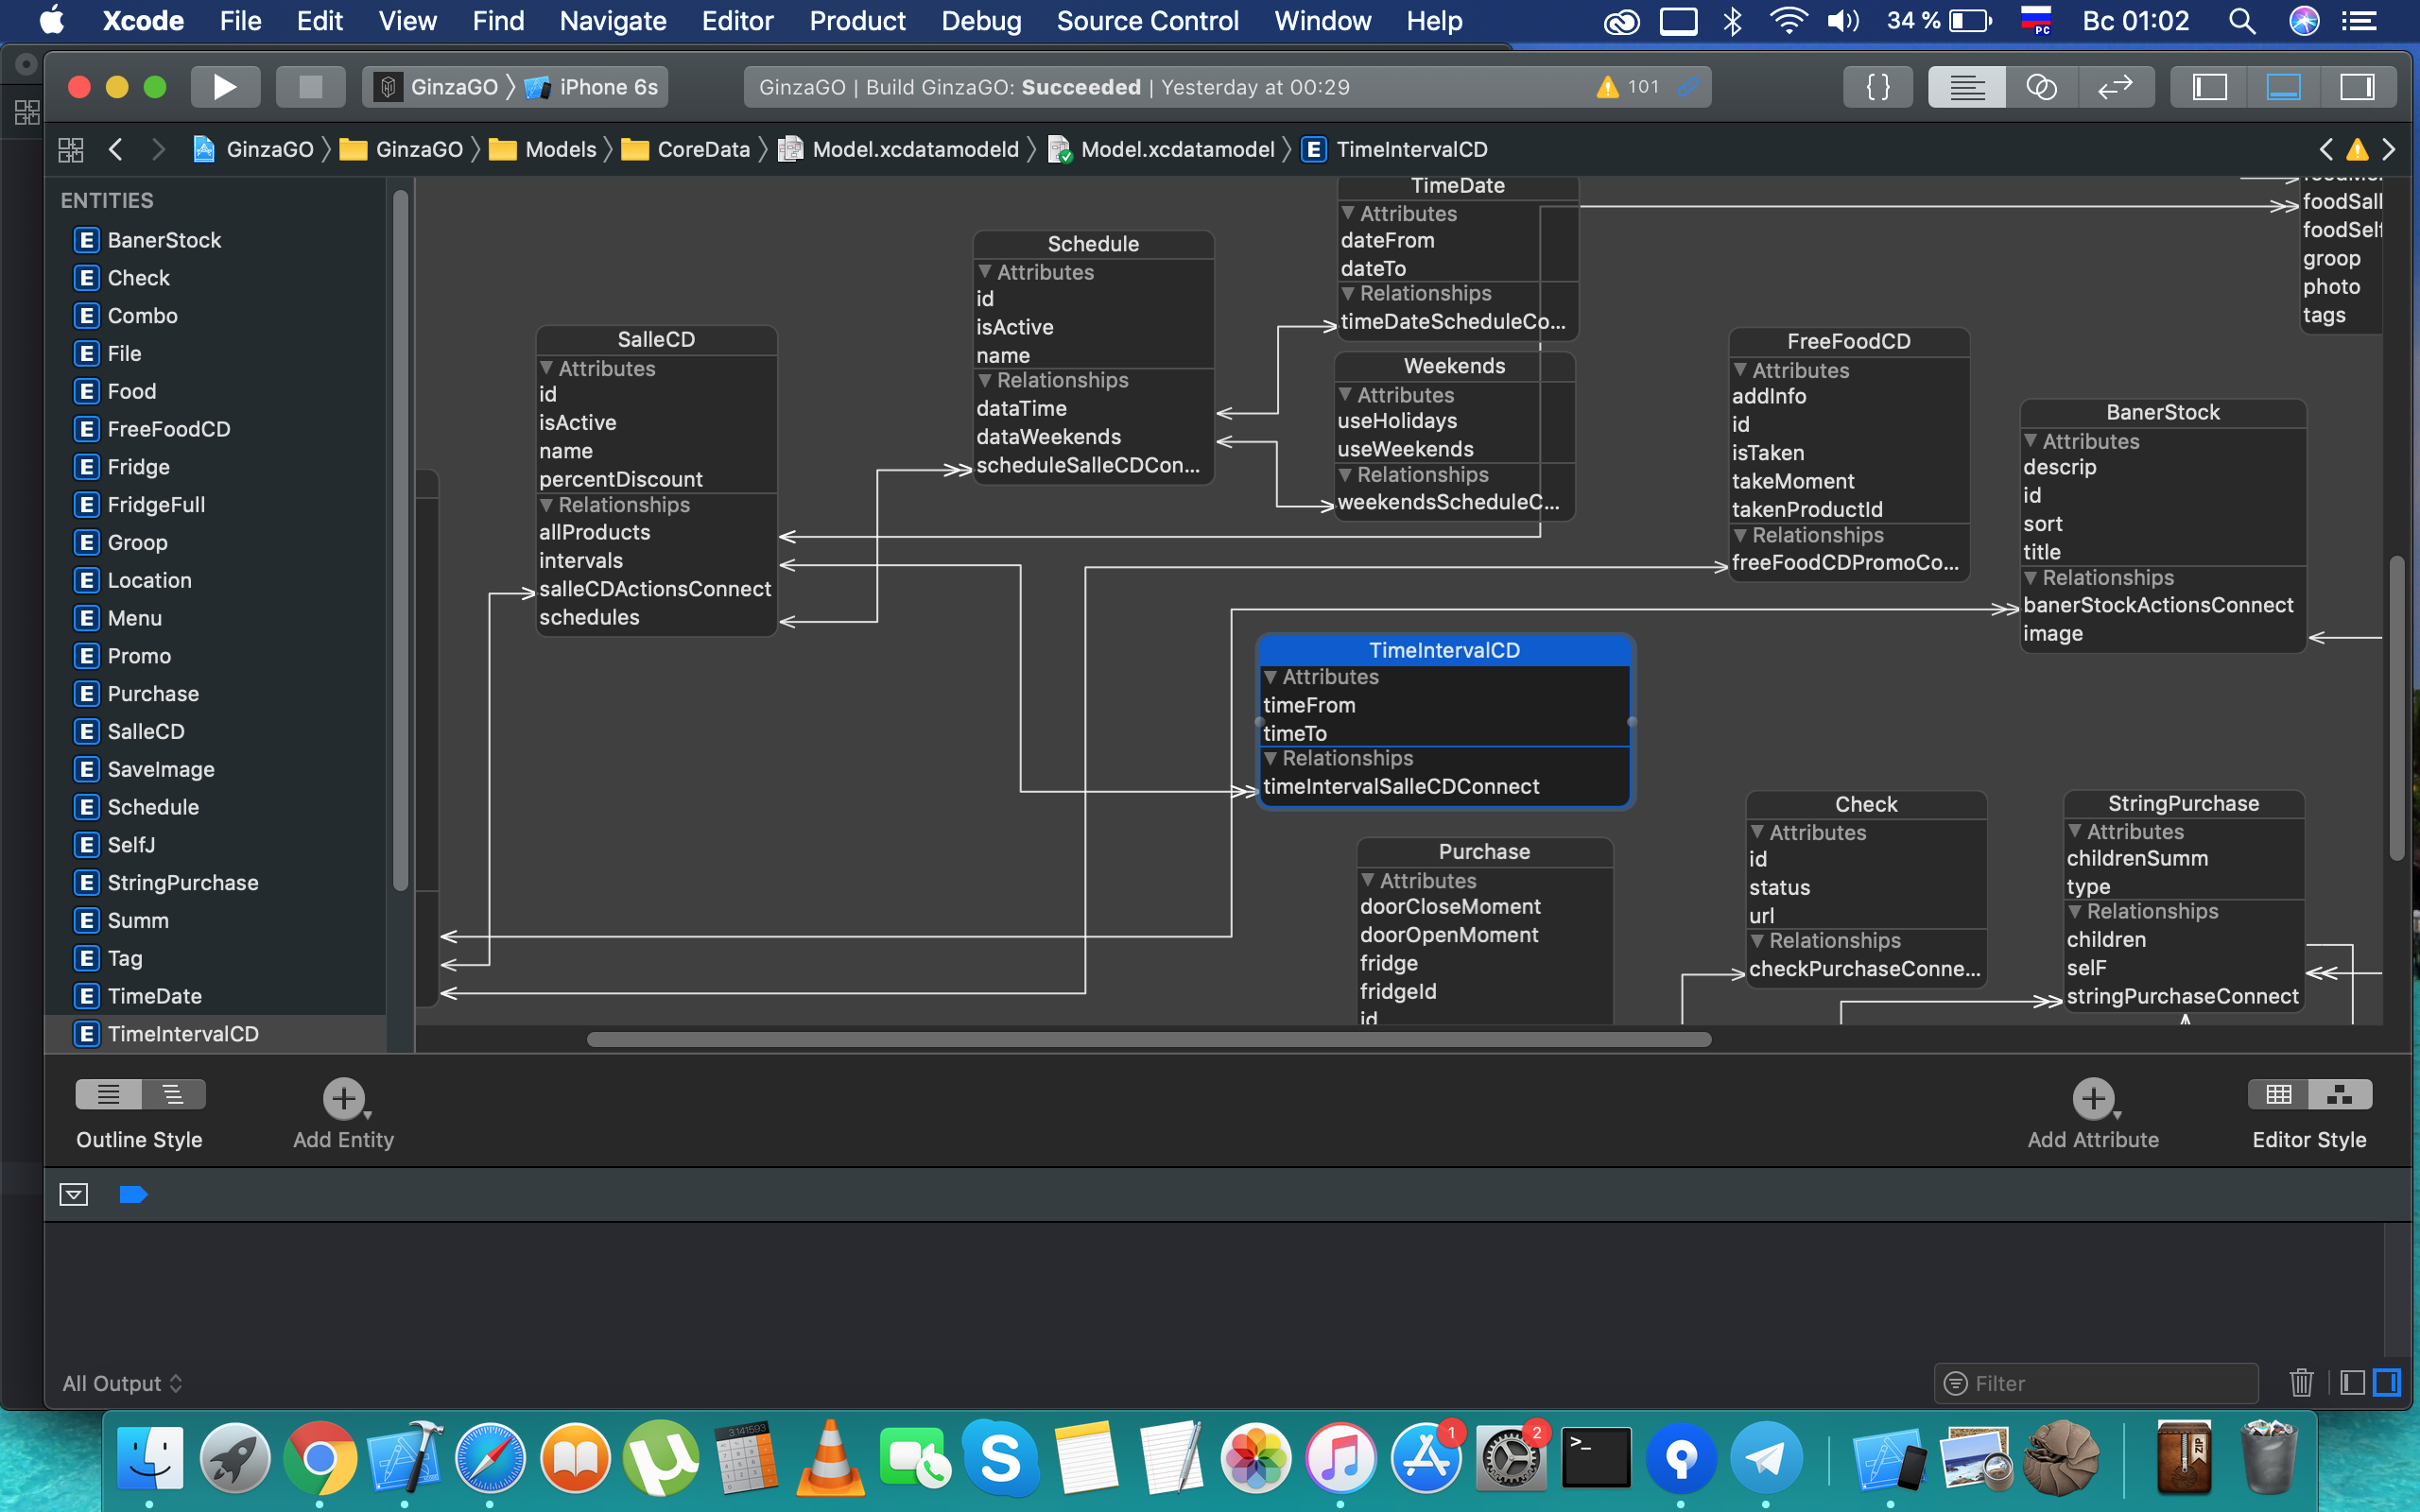 Xcode File Edit View Find Navigate Editor Product Debug Source Control Window Help 34 % РС Вс 01:02
GinzaGO iPhone 6s GinzaGO | Build GinzaGO: Succeeded | Yesterday at 00:29 101 { }
GinzaGO GinzaGO Models CoreData Model.xcdatamodeld Model.xcdatamodel E TimeIntervalCD
ENTITIES
E BanerStock
E Check
E Combo
E File
E Food
E FreeFoodCD
E Fridge
E FridgeFull
E Groop
E Location
E Menu
E Promo
E Purchase
E SalleCD
E SaveImage
E Schedule
E SelfJ
E StringPurchase
E Summ
E Tag
E TimeDate
E TimeIntervalCD
SalleCD
Attributes
id
isActive
name
percentDiscount
Relationships
allProducts
intervals
salleCDActionsConnect
schedules
Schedule
Attributes
id
isActive
name
Relationships
dataTime
dataWeekends
scheduleSalleCDCon...
TimeDate
Attributes
dateFrom
dateTo
Relationships
timeDateScheduleCo...
Weekends
Attributes
useHolidays
useWeekends
Relationships
weekendsScheduleC...
TimeIntervalCD
Attributes
timeFrom
timeTo
Relationships
timeIntervalSalleCDConnect
Purchase
Attributes
doorCloseMoment
doorOpenMoment
fridge
fridgeId
id
FreeFoodCD
Attributes
addInfo
id
isTaken
takeMoment
takenProductId
Relationships
freeFoodCDPromoCo...
Check
Attributes
id
status
url
Relationships
checkPurchaseConne...
foodSall
foodSelf
groop
photo
tags
BanerStock
Attributes
descrip
id
sort
title
Relationships
banerStockActionsConnect
image
StringPurchase
Attributes
childrenSumm
type
Relationships
children
selF
stringPurchaseConnect
Outline Style Add Entity Add Attribute Editor Style
All Output Filter
3.141593
1
2
>_
ZIP